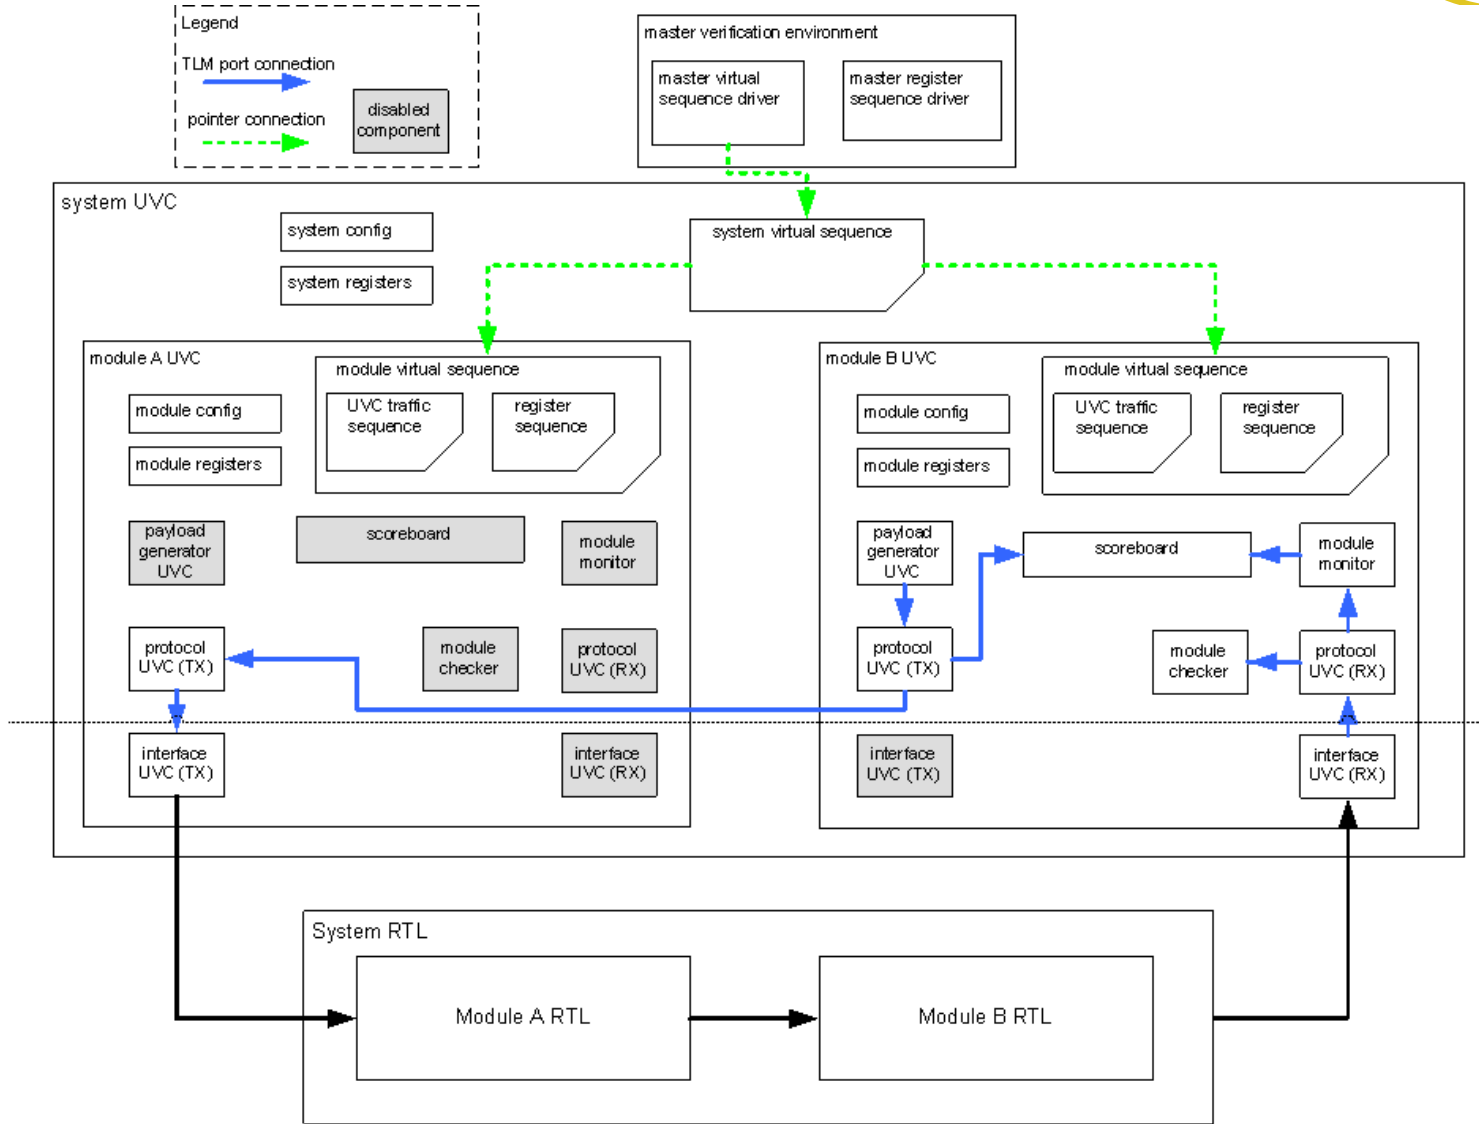 Legend
TLM port connection
pointer connection
disabled
component
master verification environment
master virtual
sequence driver
master register
sequence driver
system UVC
system config
system registers
system virtual sequence
module A UVC
module virtual sequence
UVC traffic
sequence
register
sequence
module config
module registers
payload
generator
UVC
scoreboard
module
monitor
protocol
UVC (TX)
module
checker
protocol
UVC (RX)
interface
UVC (TX)
interface
UVC (RX)
module B UVC
module virtual sequence
UVC traffic
sequence
register
sequence
module config
module registers
payload
generator
UVC
scoreboard
module
monitor
protocol
UVC (TX)
module
checker
protocol
UVC (RX)
interface
UVC (TX)
interface
UVC (RX)
System RTL
Module A RTL
Module B RTL